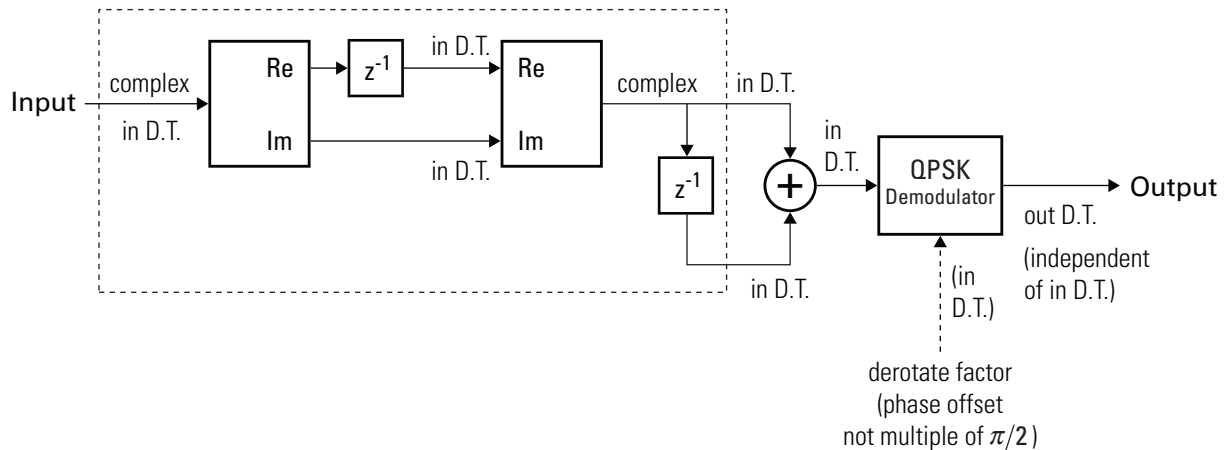 Input
complex
in D.T.
Re
Im
z⁻¹
in D.T.
in D.T.
Re
Im
complex
z⁻¹
in D.T.
in D.T.
+
in
D.T.
QPSK
Demodulator
Output
out D.T.
(independent
of in D.T.)
(in
D.T.)
derotate factor
(phase offset
not multiple of π/2)